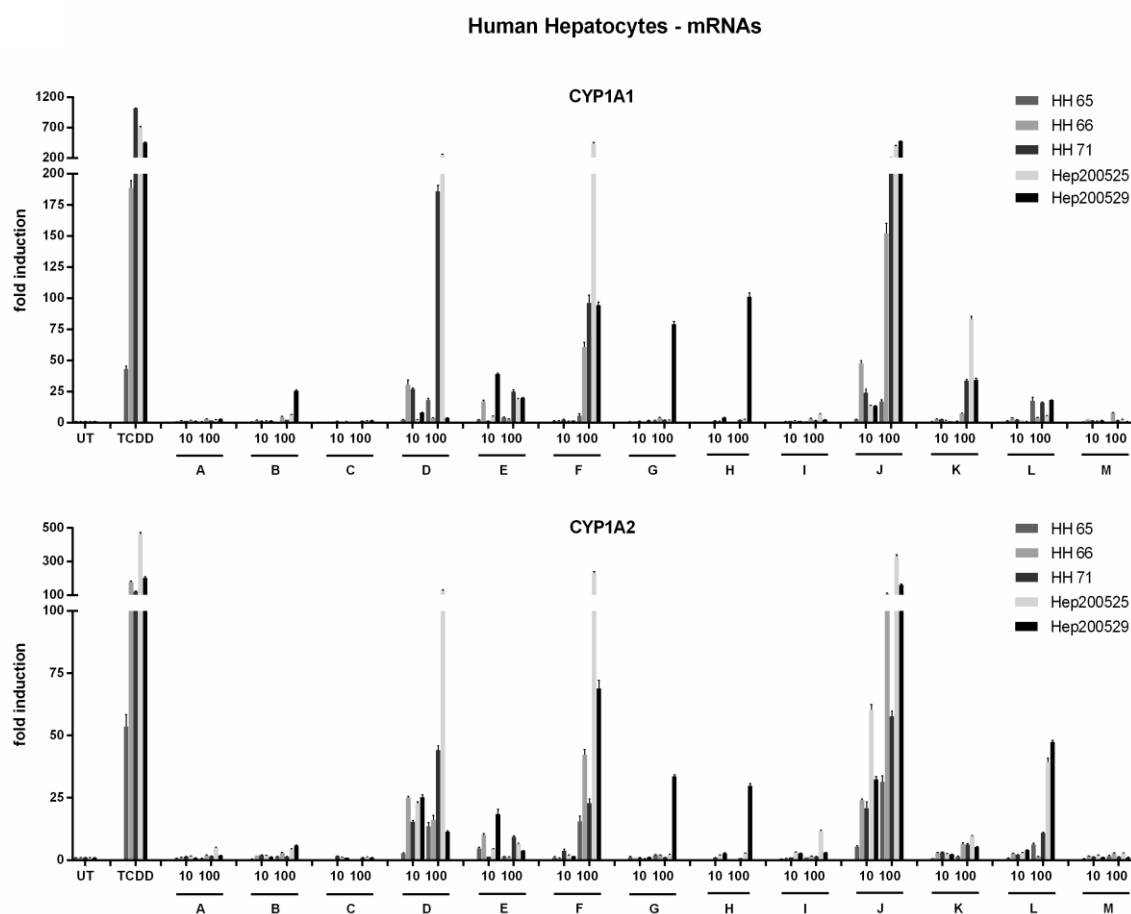 Human Hepatocytes - mRNAs
CYP1A1
HH 65
HH 66
HH 71
Hep200525
Hep200529
fold induction
1200
700
200
200
175
150
125
100
75
50
25
0
UT TCDD 10 100 10 100 10 100 10 100 10 100 10 100 10 100 10 100 10 100 10 100 10 100 10 100 10 100
A B C D E F G H I J K L M
CYP1A2
HH 65
HH 66
HH 71
Hep200525
Hep200529
fold induction
500
300
100
100
75
50
25
0
UT TCDD 10 100 10 100 10 100 10 100 10 100 10 100 10 100 10 100 10 100 10 100 10 100 10 100 10 100
A B C D E F G H I J K L M